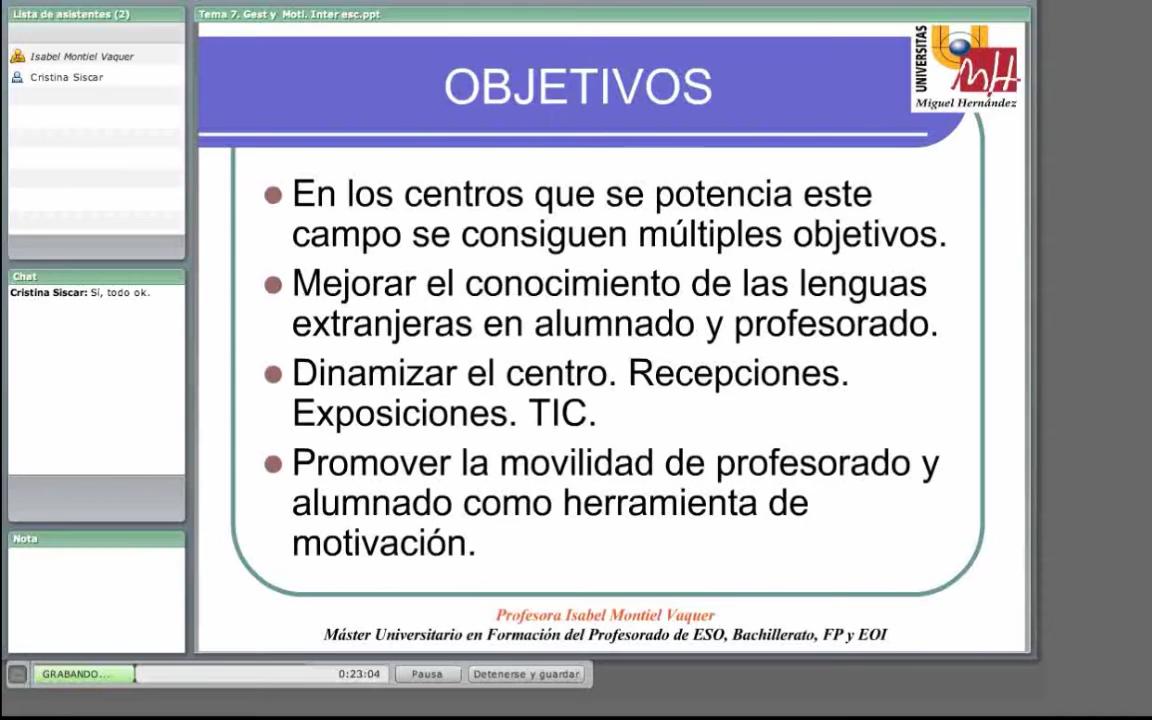 Lista de asistentes (2)
Isabel Montiel Vaquer
Cristina Siscar
Chat
Cristina Siscar: Sí, todo ok.
Nota
Tema 7. Gest y Moti. Inter esc.ppt
OBJETIVOS
UNIVERSITAS
Miguel Hernández
En los centros que se potencia este
campo se consiguen múltiples objetivos.
Mejorar el conocimiento de las lenguas
extranjeras en alumnado y profesorado.
Dinamizar el centro. Recepciones.
Exposiciones. TIC.
Promover la movilidad de profesorado y
alumnado como herramienta de
motivación.
Profesora Isabel Montiel Vaquer
Máster Universitario en Formación del Profesorado de ESO, Bachillerato, FP y EOI
GRABANDO... 0:23:04 Pausa Detenerse y guardar